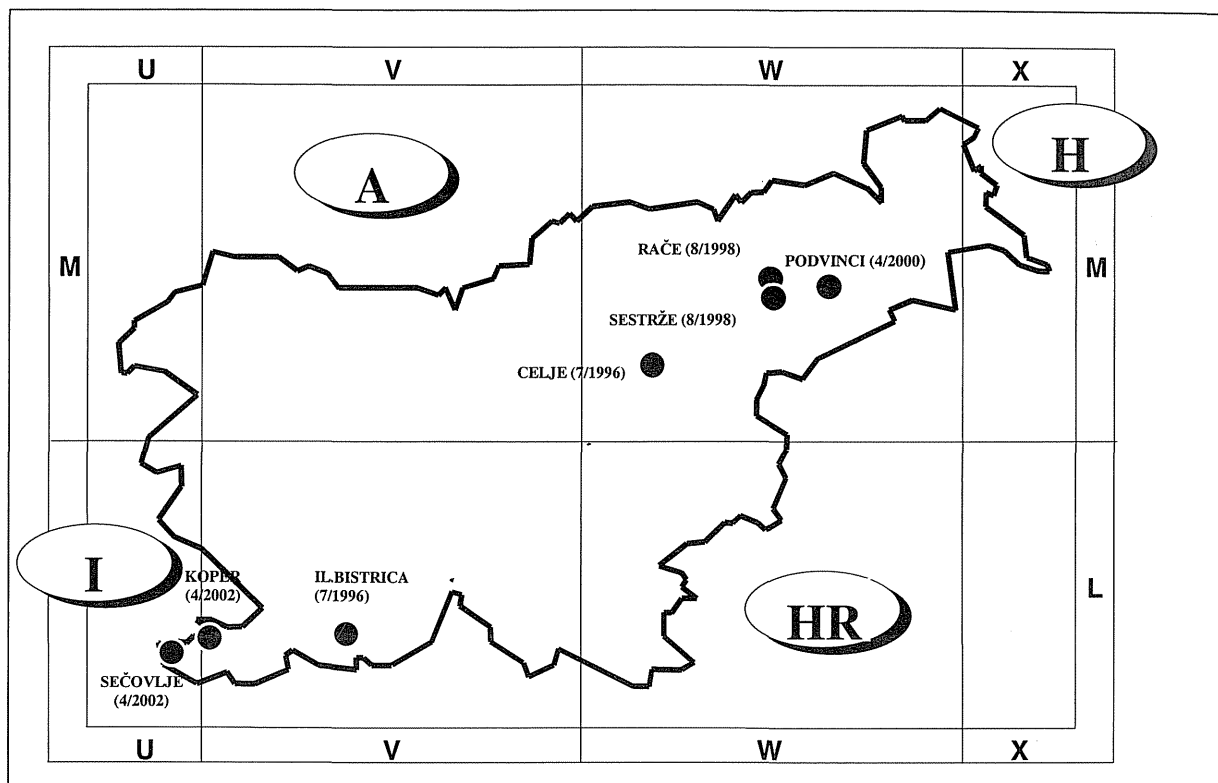 U V W X
A
H
M
M
RAČE (8/1998)
PODVINCI (4/2000)
SESTRŽE (8/1998)
CELJE (7/1996)
I
KOPER
(4/2002)
IL.BISTRICA
(7/1996)
L
HR
SEČOVLJE
(4/2002)
U V W X